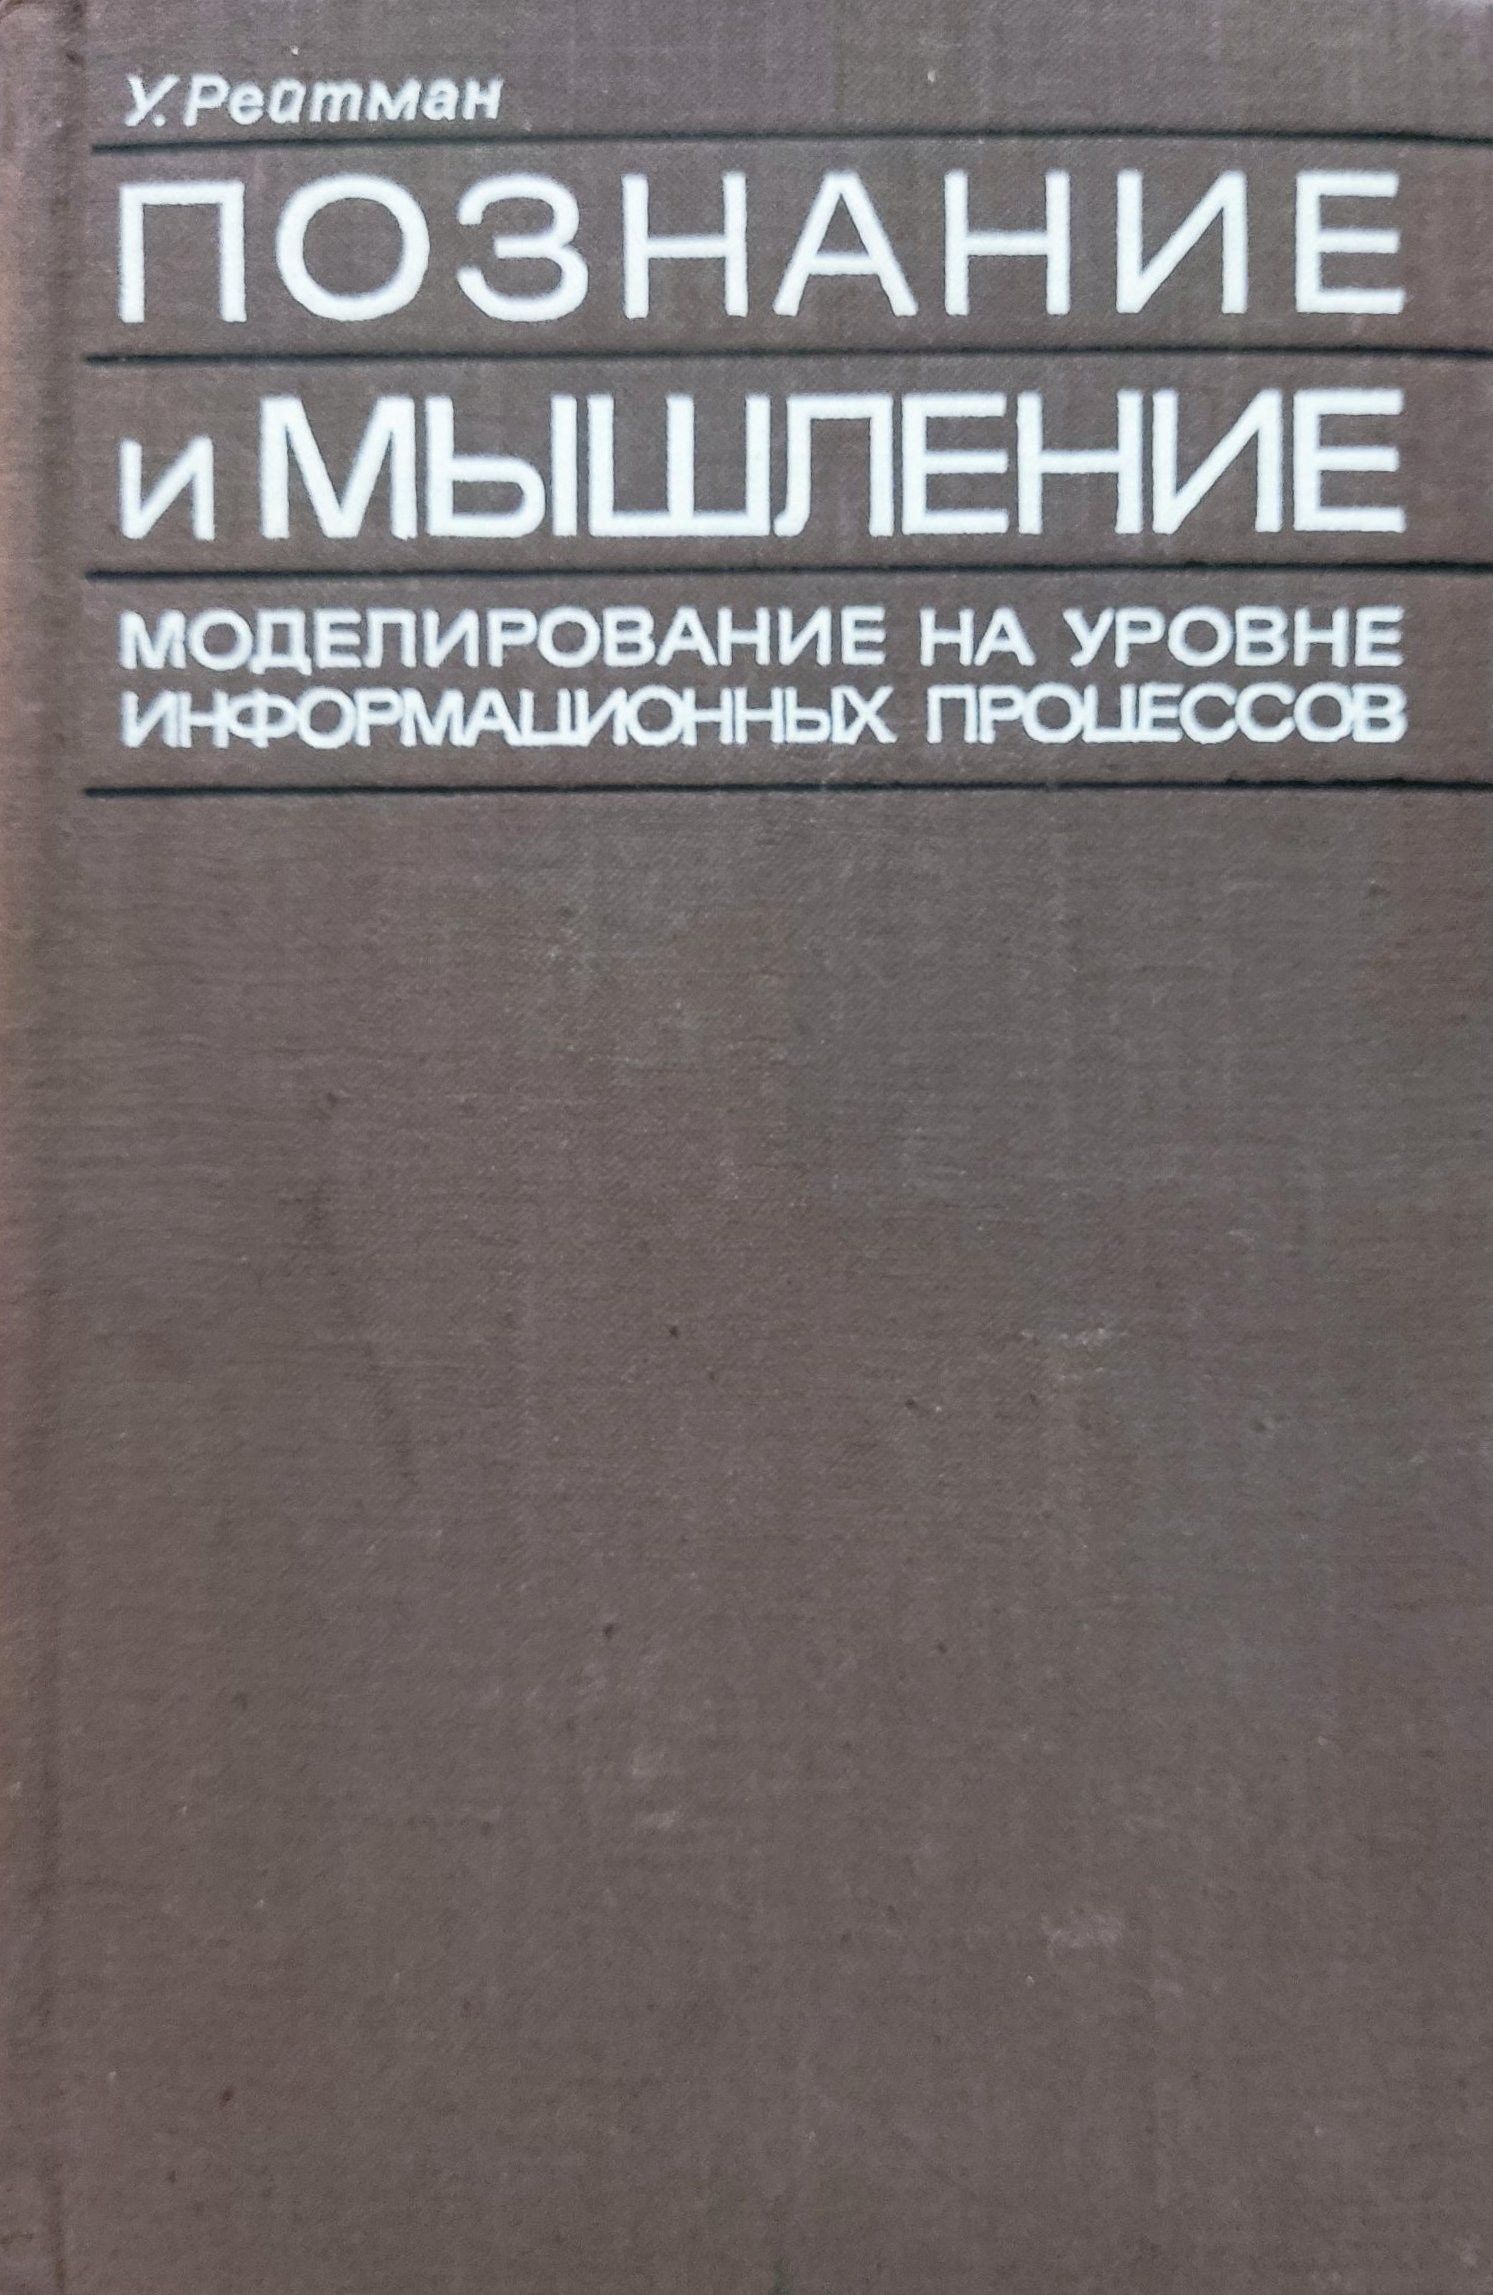 У. Рейтман
ПОЗНАНИЕ
И МЫШЛЕНИЕ
МОДЕЛИРОВАНИЕ НА УРОВНЕ
ИНФОРМАЦИОННЫХ ПРОЦЕССОВ